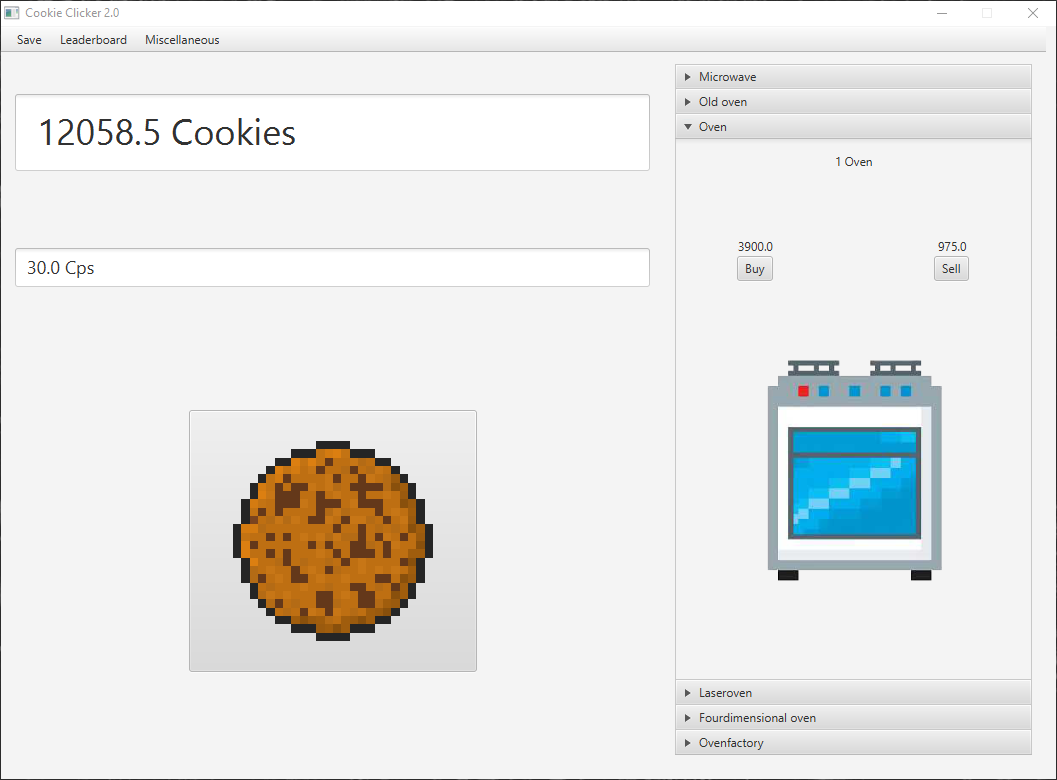 Cookie Clicker 2.0
Save Leaderboard Miscellaneous
12058.5 Cookies
30.0 Cps
Microwave
Old oven
Oven
1 Oven
3900.0 975.0
Buy Sell
Laseroven
Fourdimensional oven
Ovenfactory